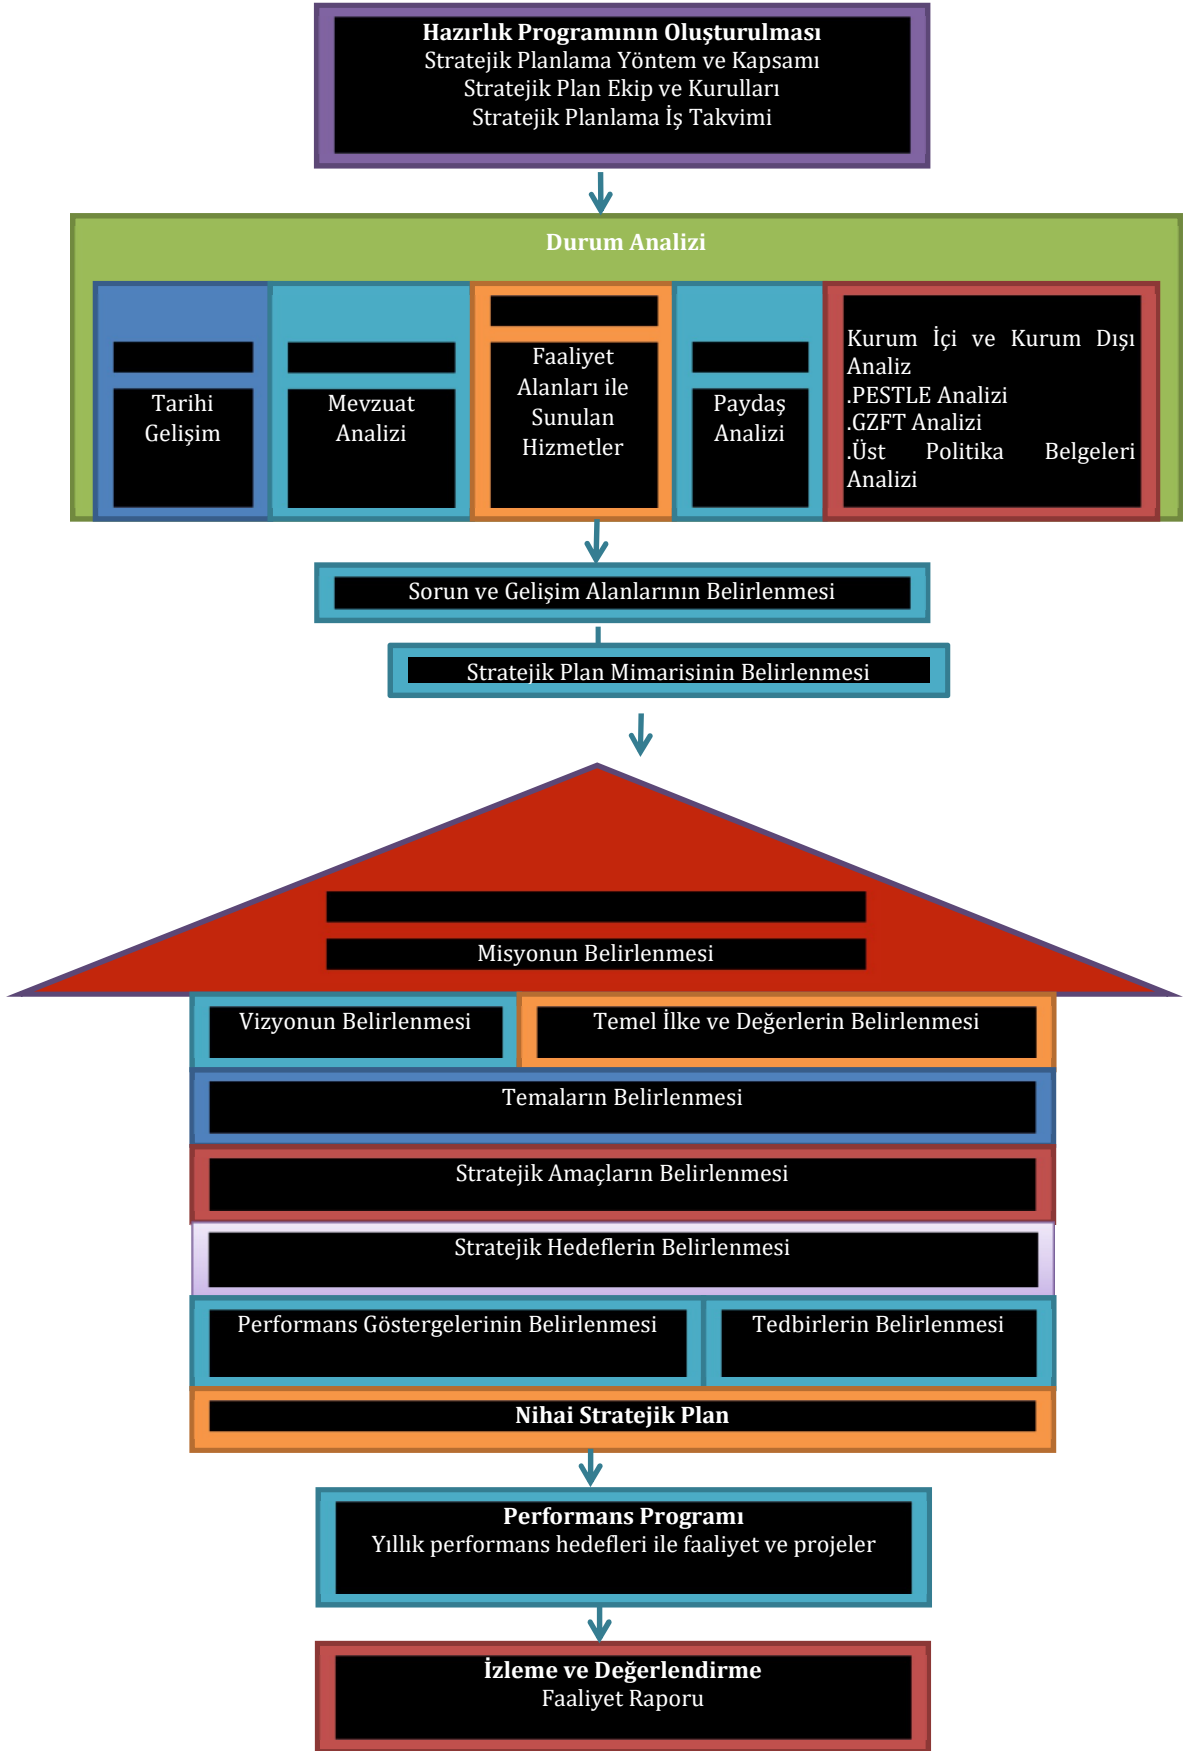 Hazırlık Programının Oluşturulması
Stratejik Planlama Yöntem ve Kapsamı
Stratejik Plan Ekip ve Kurulları
Stratejik Planlama İş Takvimi
Durum Analizi
Tarihi
Gelişim
Mevzuat
Analizi
Faaliyet
Alanları ile
Sunulan
Hizmetler
Paydaş
Analizi
Kurum İçi ve Kurum Dışı
Analiz
.PESTLE Analizi
.GZFT Analizi
.Üst Politika Belgeleri
Analizi
Sorun ve Gelişim Alanlarının Belirlenmesi
Stratejik Plan Mimarisinin Belirlenmesi
Misyonun Belirlenmesi
Vizyonun Belirlenmesi
Temel İlke ve Değerlerin Belirlenmesi
Temaların Belirlenmesi
Stratejik Amaçların Belirlenmesi
Stratejik Hedeflerin Belirlenmesi
Performans Göstergelerinin Belirlenmesi
Tedbirlerin Belirlenmesi
Nihai Stratejik Plan
Performans Programı
Yıllık performans hedefleri ile faaliyet ve projeler
İzleme ve Değerlendirme
Faaliyet Raporu